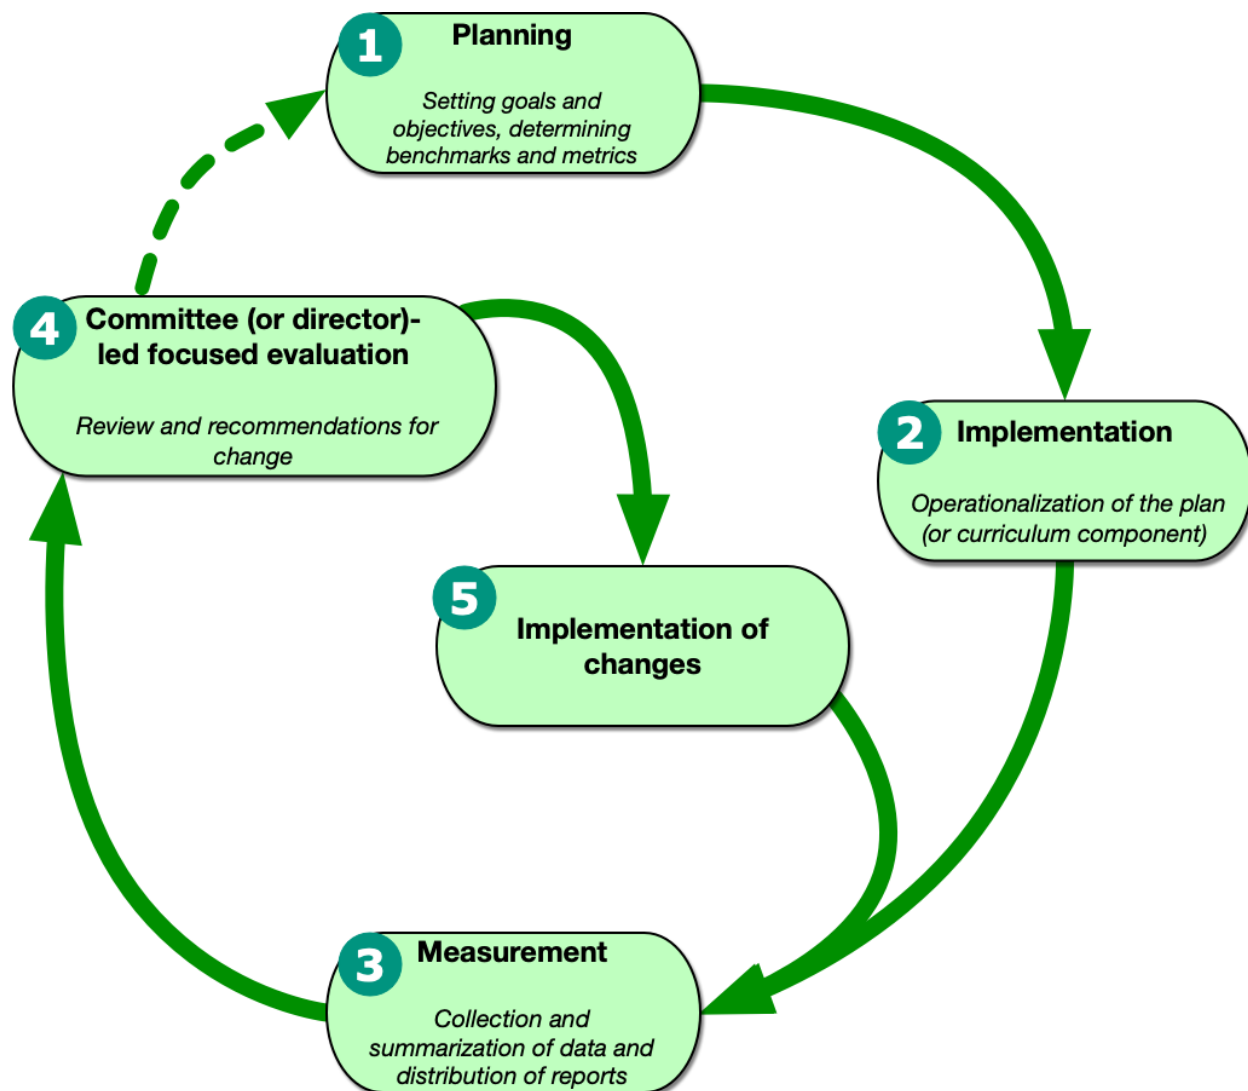 1
Planning
Setting goals and
objectives, determining
benchmarks and metrics
2
Implementation
Operationalization of the plan
(or curriculum component)
3
Measurement
Collection and
summarization of data and
distribution of reports
4
Committee (or director)-
led focused evaluation
Review and recommendations for
change
5
Implementation of
changes